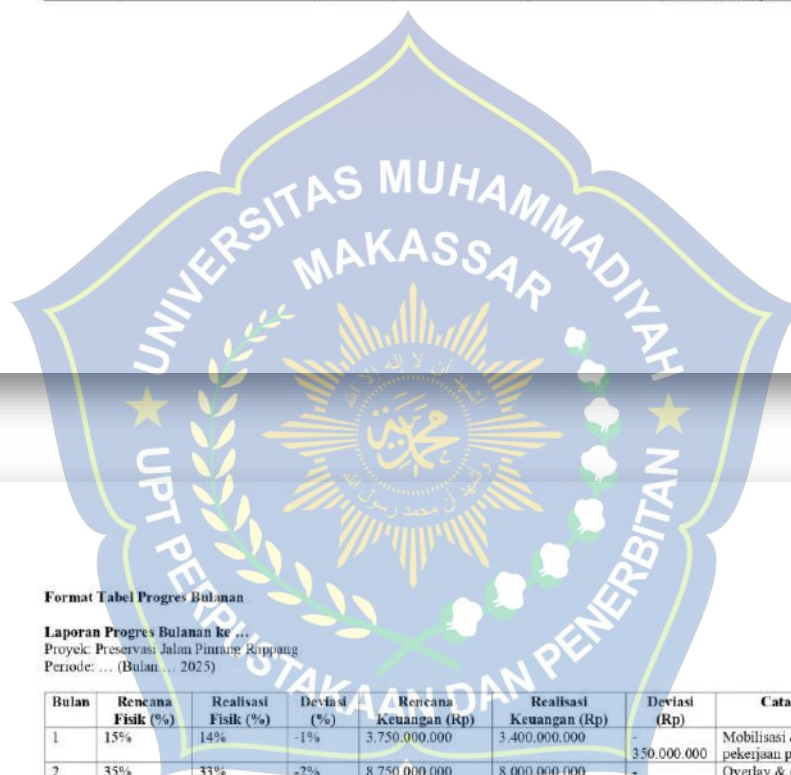 UNIVERSITAS MUHAMMADIYAH
MAKASSAR
UPT PERPUSTAKAAN DAN PENERBITAN
Format Tabel Progres Bulanan
Laporan Progres Bulanan ke …
Proyek: Preservasi Jalan Pinrang Rappang
Periode: … (Bulan … 2025)
Bulan Rencana Fisik (%) Realisasi Fisik (%) Deviasi (%) Rencana Keuangan (Rp) Realisasi Keuangan (Rp) Deviasi (Rp) Cata
1 15% 14% -1% 3.750.000.000 3.400.000.000 - 350.000.000 Mobilisasi pekerjaan p
2 35% 33% -2% 8.750.000.000 8.000.000.000 - Overlay &